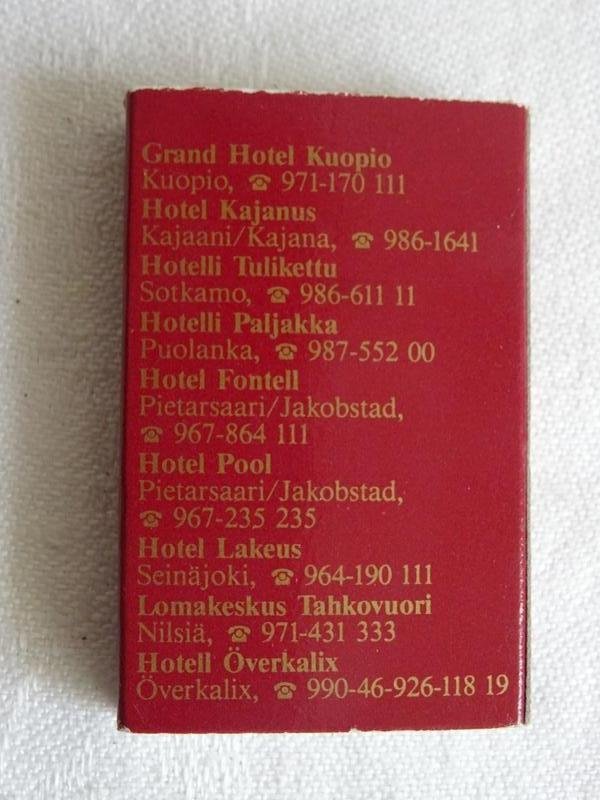 Grand Hotel Kuopio
Kuopio, ☎ 971-170 111
Hotel Kajanus
Kajaani/Kajana, ☎ 986-1641
Hotelli Tulikettu
Sotkamo, ☎ 986-611 11
Hotelli Paljakka
Puolanka, ☎ 987-552 00
Hotel Fontell
Pietarsaari/Jakobstad,
☎ 967-864 111
Hotel Pool
Pietarsaari/Jakobstad,
☎ 967-235 235
Hotel Lakeus
Seinäjoki, ☎ 964-190 111
Lomakeskus Tahkovuori
Nilsiä, ☎ 971-431 333
Hotell Överkalix
Överkalix, ☎ 990-46-926-118 19